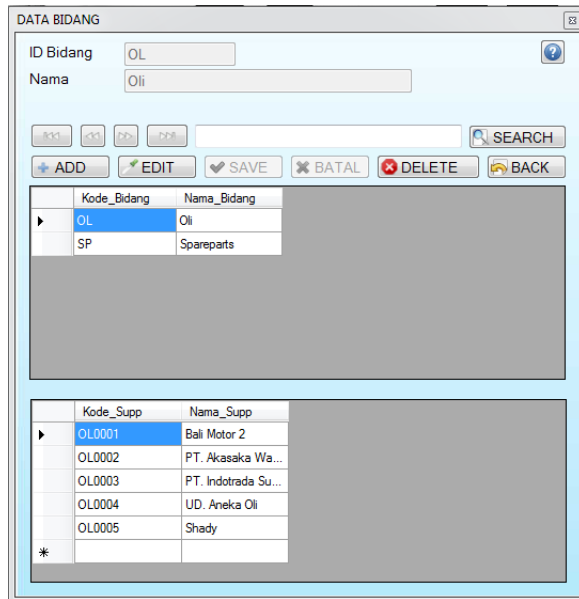 DATA BIDANG
ID Bidang OL
Nama Oli
SEARCH
ADD EDIT SAVE BATAL DELETE BACK
Kode_Bidang Nama_Bidang
OL Oli
SP Spareparts
Kode_Supp Nama_Supp
OL0001 Bali Motor 2
OL0002 PT. Akasaka Wa...
OL0003 PT. Indotrada Su...
OL0004 UD. Aneka Oli
OL0005 Shady